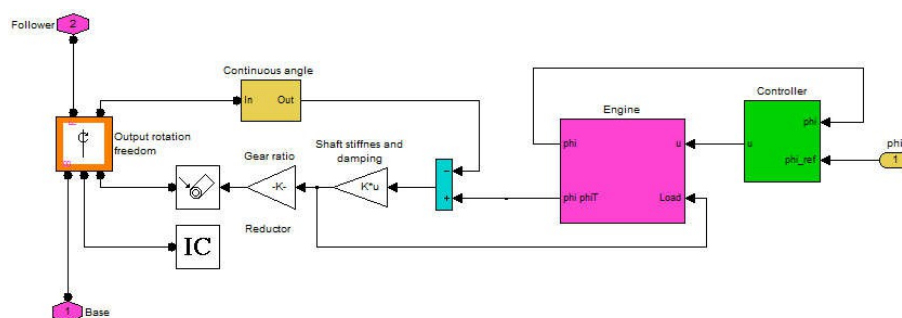 Follower
2
Continuous angle
In
Out
Engine
Controller
phi
u
phi
u
phi_ref
phi
1
Output rotation
freedom
Gear ratio
Shaft stiffnes and
damping
-K-
K*u
−
+
phi phiT
Load
Reductor
IC
1
Base